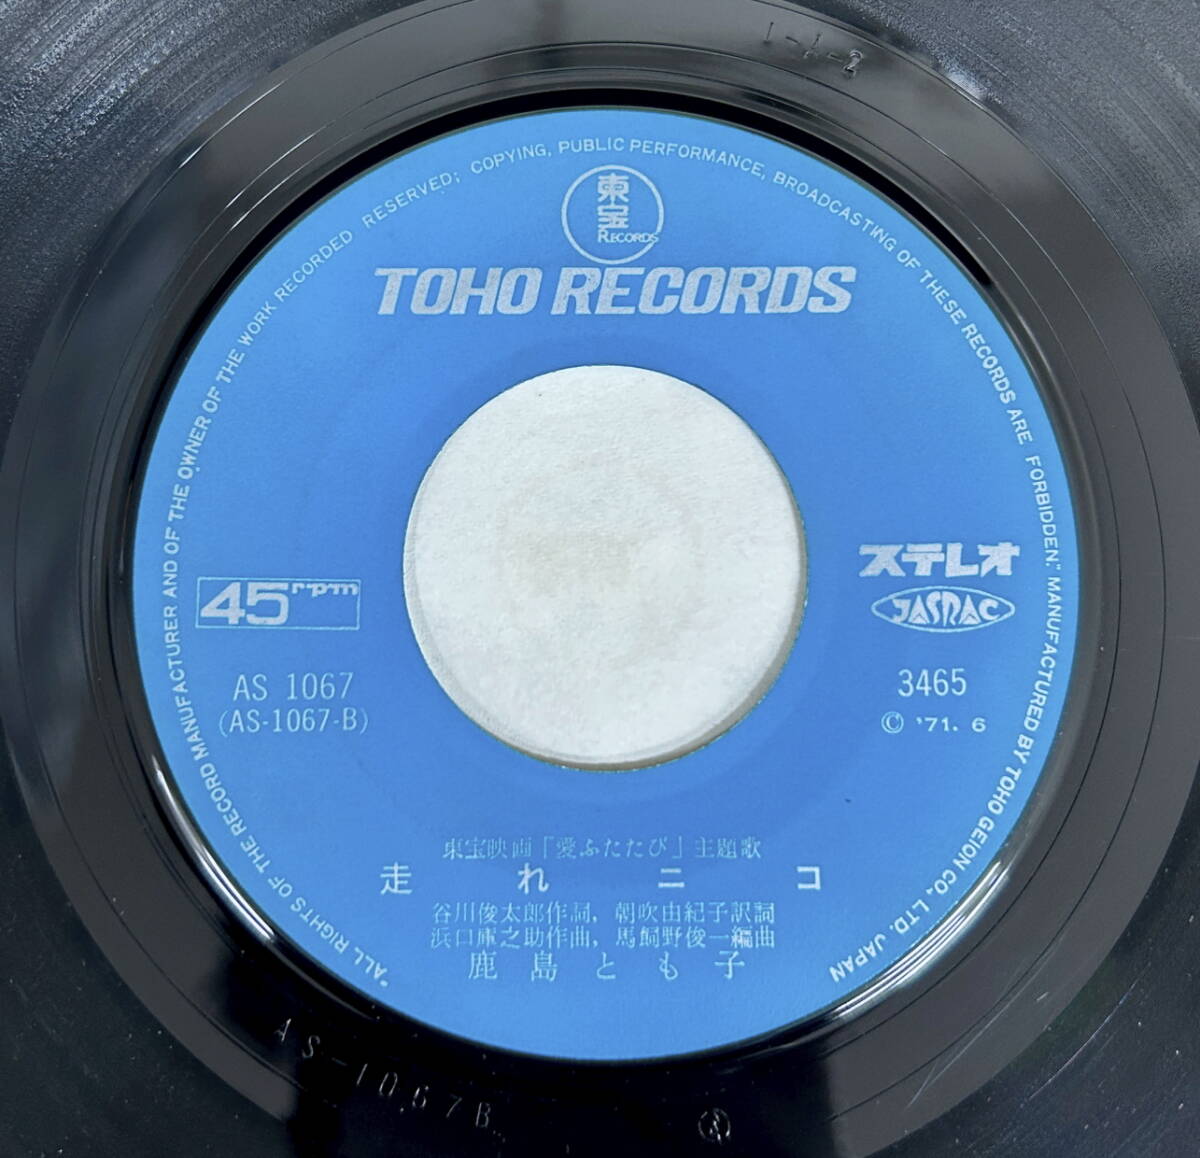 1-A-2
"ALL RIGHTS OF THE RECORD MANUFACTURER AND OF THE OWNER OF THE WORK RECORDED RESERVED; COPYING, PUBLIC PERFORMANCE, BROADCASTING OF THESE RECORDS ARE FORBIDDEN." MANUFACTURED BY TOHO GEION CO., LTD. JAPAN
東宝
RECORDS
TOHO RECORDS
45rpm
ステレオ
JASRAC
AS 1067
(AS-1067-B)
3465
© '71. 6
東宝映画「愛ふたたび」主題歌
走れニコ
谷川俊太郎作詞, 朝吹由紀子訳詞
浜口庫之助作曲, 馬飼野俊一編曲
鹿島とも子
AS-1067B